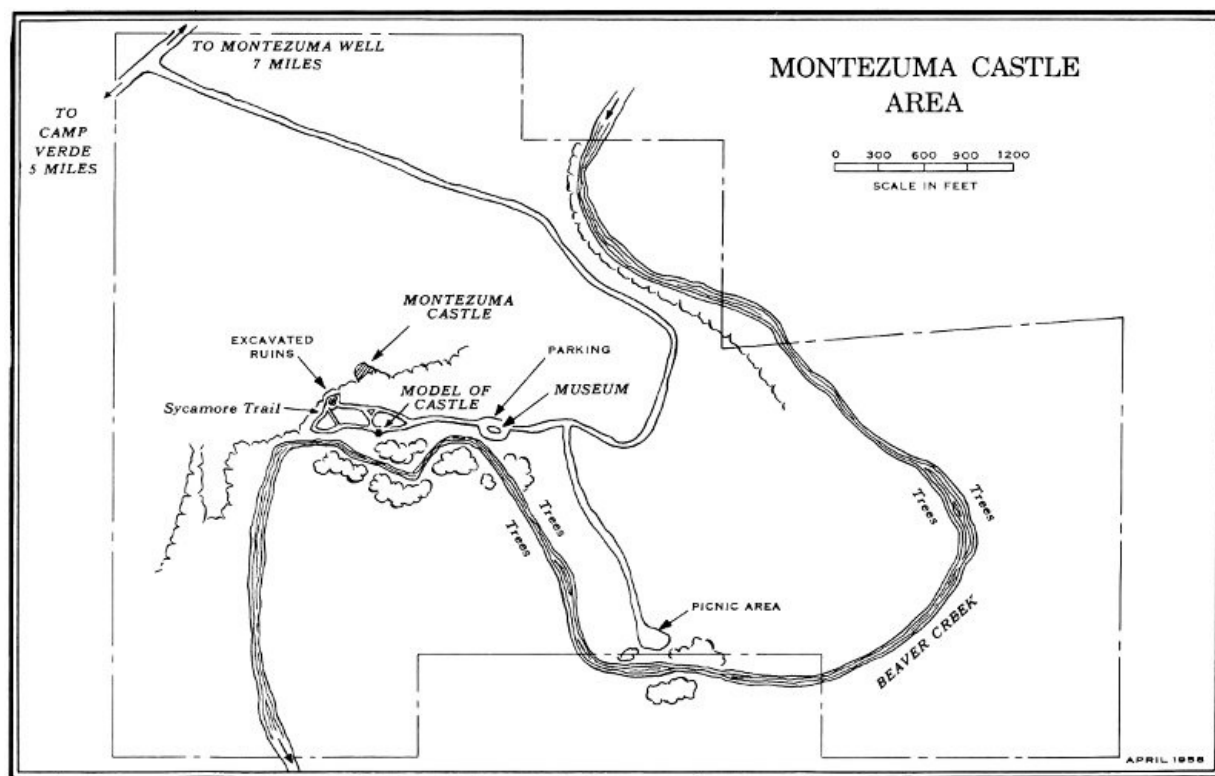 TO MONTEZUMA WELL
7 MILES
MONTEZUMA CASTLE
AREA
TO
CAMP
VERDE
5 MILES
0 300 600 900 1200
SCALE IN FEET
MONTEZUMA
CASTLE
EXCAVATED
RUINS
PARKING
MODEL OF
CASTLE
MUSEUM
Sycamore Trail
Trees
Trees
Trees
Trees
PICNIC AREA
BEAVER CREEK
APRIL 1958